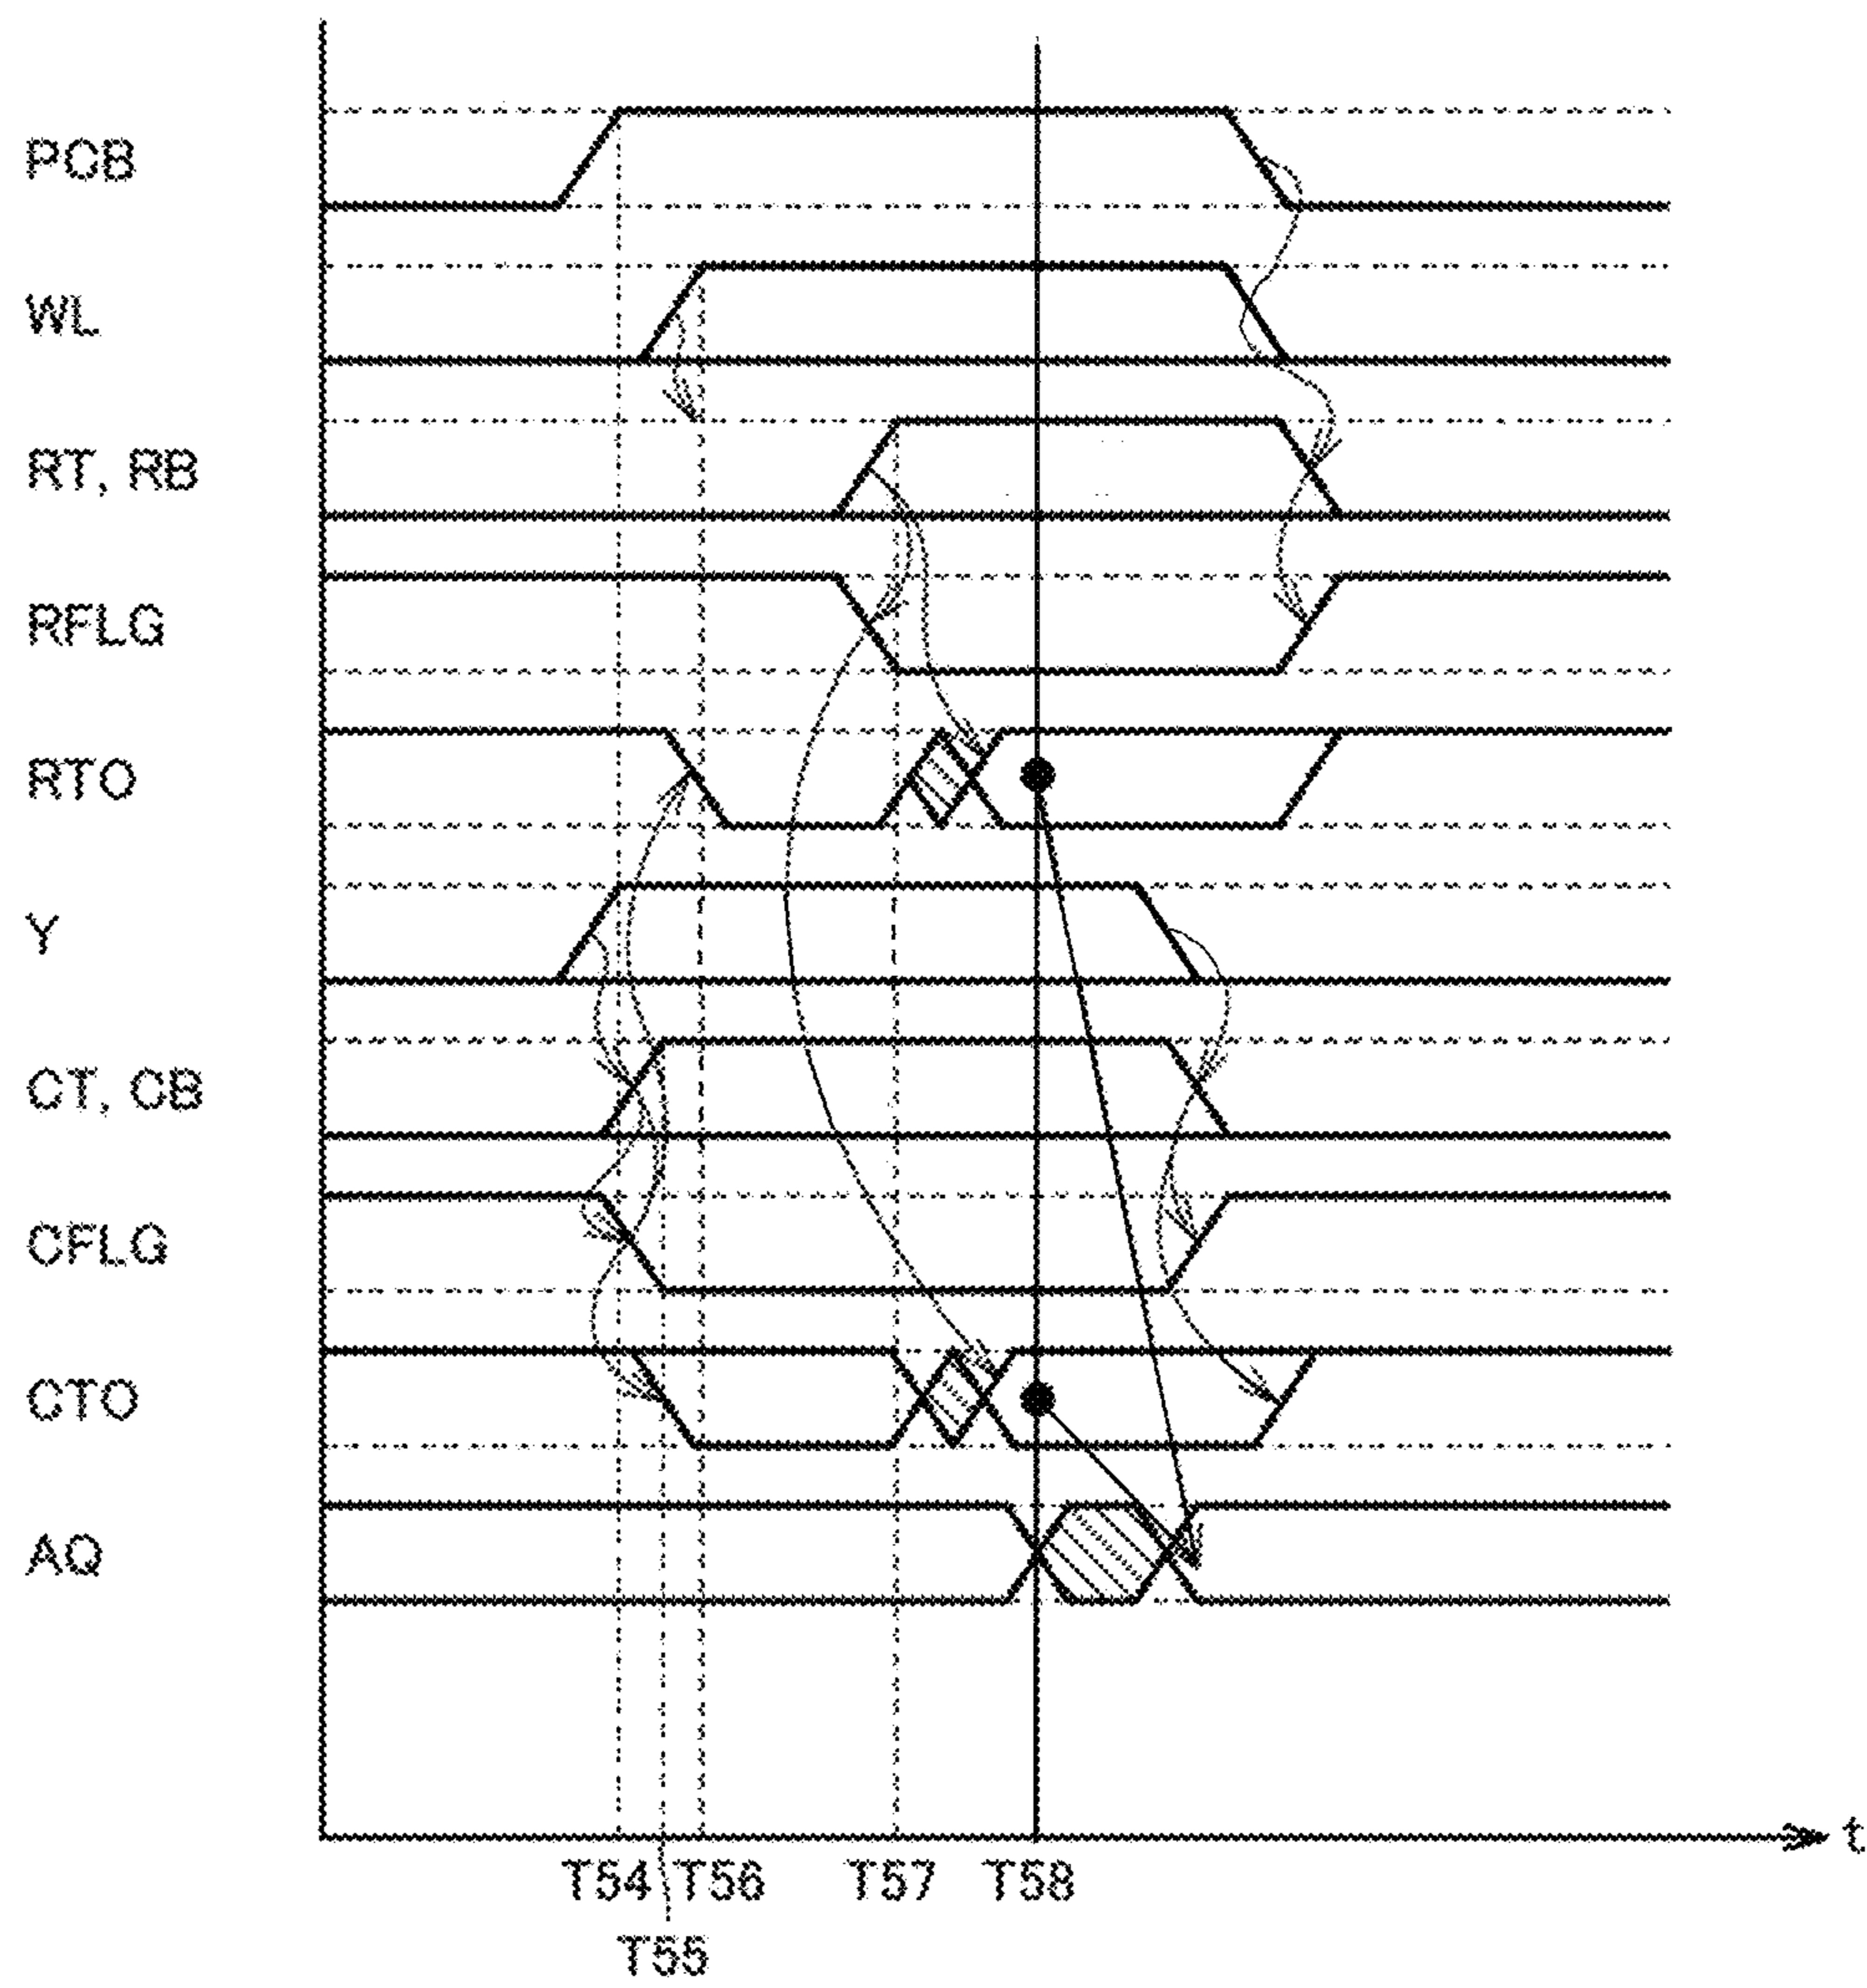 PCB
WL
RT, RB
RFLG
RTO
Y
CT, CB
CFLG
CTO
AQ
t
T54 T56 T57 T58
T55